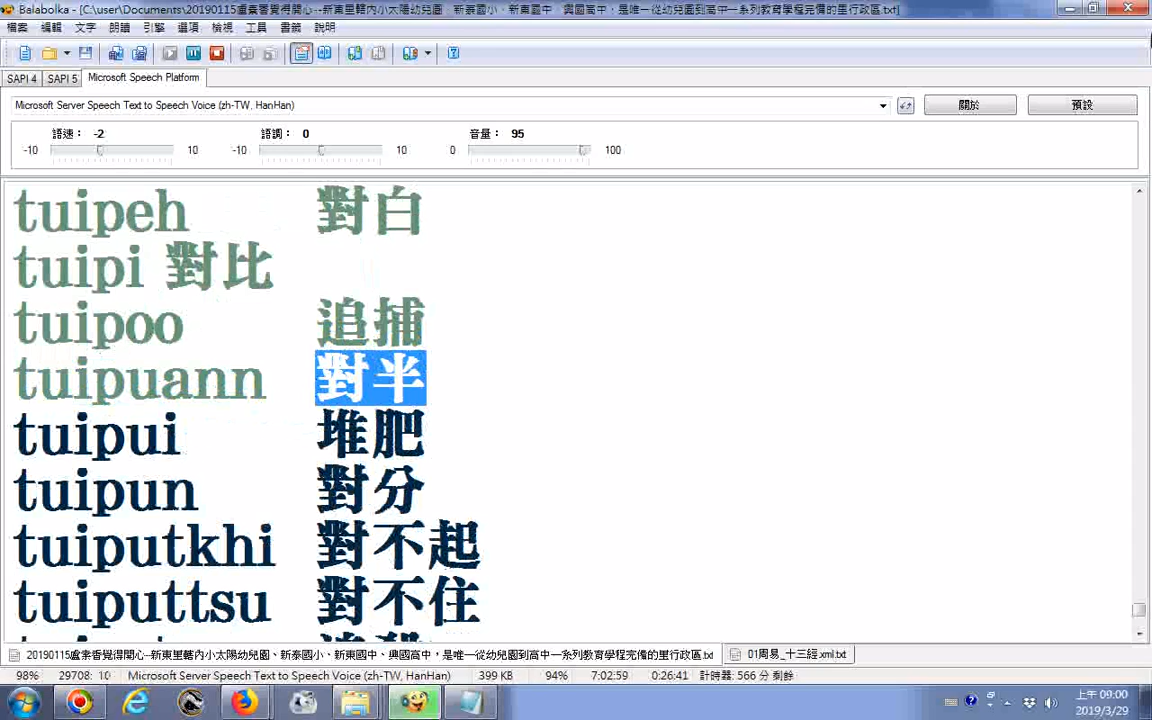 Balabolka - [C:\user\Documents\20190115盧素香覺得開心--新東里轄內小太陽幼兒園、新泰國小、新東國中、興國高中，是唯一從幼兒園到高中一系列教育學程完備的里行政區.txt]
檔案 編輯 文字 朗讀 引擎 選項 檢視 工具 書籤 說明
SAPI 4 SAPI 5 Microsoft Speech Platform
Microsoft Server Speech Text to Speech Voice (zh-TW, HanHan) 關於 預設
語速： -2 語調： 0 音量： 95
-10 10 -10 10 0 100
tuipeh 對白
tuipi 對比
tuipoo 追捕
tuipuann 對半
tuipui 堆肥
tuipun 對分
tuiputkhi 對不起
tuiputtsu 對不住
20190115盧素香覺得開心--新東里轄內小太陽幼兒園、新泰國小、新東國中、興國高中，是唯一從幼兒園到高中一系列教育學程完備的里行政區.txt 01周易_十三經.xml.txt
98% 29708: 10 Microsoft Server Speech Text to Speech Voice (zh-TW, HanHan) 399 KB 94% 7:02:59 0:26:41 計時器: 566 分 剩餘
上午 09:00
2019/3/29